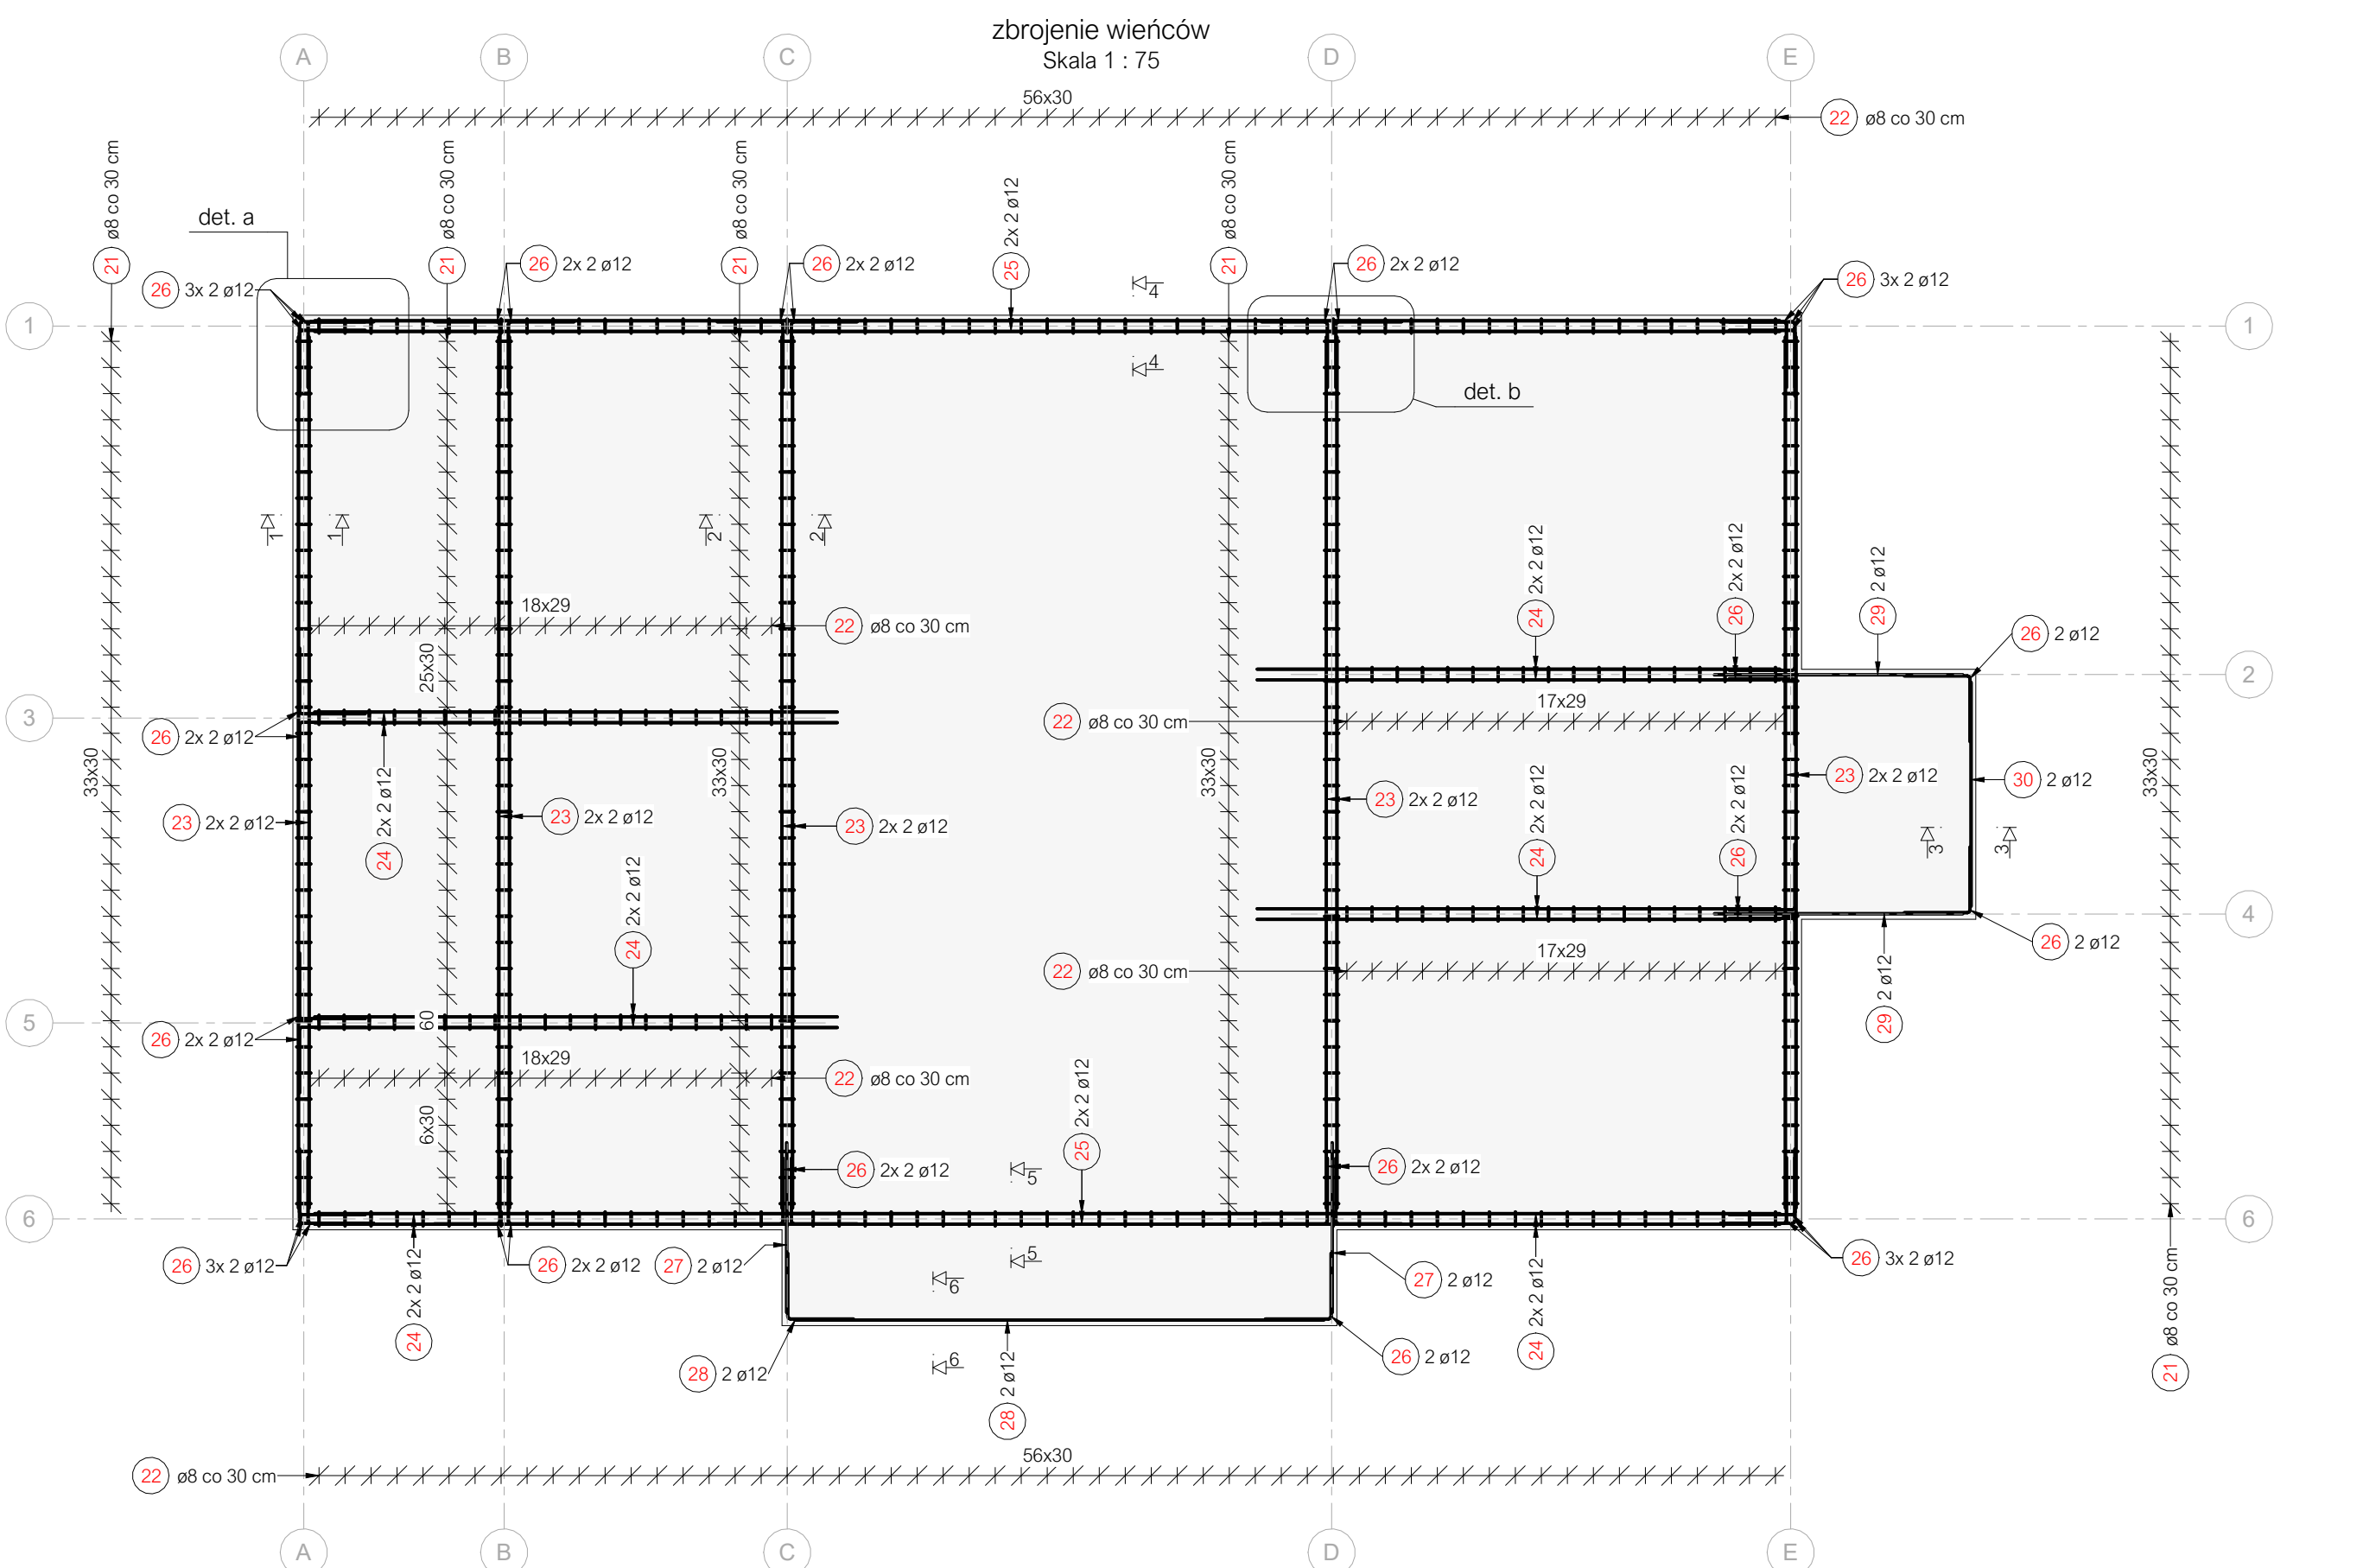 zbrojenie wieńców
Skala 1 : 75
A
B
C
D
E
56x30
22 ø8 co 30 cm
21 ø8 co 30 cm
21 ø8 co 30 cm
21 ø8 co 30 cm
25 2x 2 ø12
21 ø8 co 30 cm
det. a
26 3x 2 ø12
26 2x 2 ø12
26 2x 2 ø12
26 2x 2 ø12
26 3x 2 ø12
4
1
1
4
det. b
1
1
2
2
24 2x 2 ø12
26 2x 2 ø12
29 2 ø12
18x29
22 ø8 co 30 cm
26 2 ø12
25x30
2
3
3x30
22 ø8 co 30 cm
17x29
26 2x 2 ø12
33x30
33x30
33x30
33x30
23 2x 2 ø12
24 2x 2 ø12
23 2x 2 ø12
23 2x 2 ø12
23 2x 2 ø12
24 2x 2 ø12
26 2x 2 ø12
23 2x 2 ø12
30 2 ø12
3
3
24 2x 2 ø12
4
26 2 ø12
22 ø8 co 30 cm
17x29
29 2 ø12
5
60
26 2x 2 ø12
18x29
22 ø8 co 30 cm
6x30
25 2x 2 ø12
26 2x 2 ø12
5
26 2x 2 ø12
6
6
26 3x 2 ø12
24 2x 2 ø12
26 2x 2 ø12
27 2 ø12
5
6
27 2 ø12
24 2x 2 ø12
26 3x 2 ø12
21 ø8 co 30 cm
28 2 ø12
6
28 2 ø12
26 2 ø12
56x30
22 ø8 co 30 cm
A
B
C
D
E